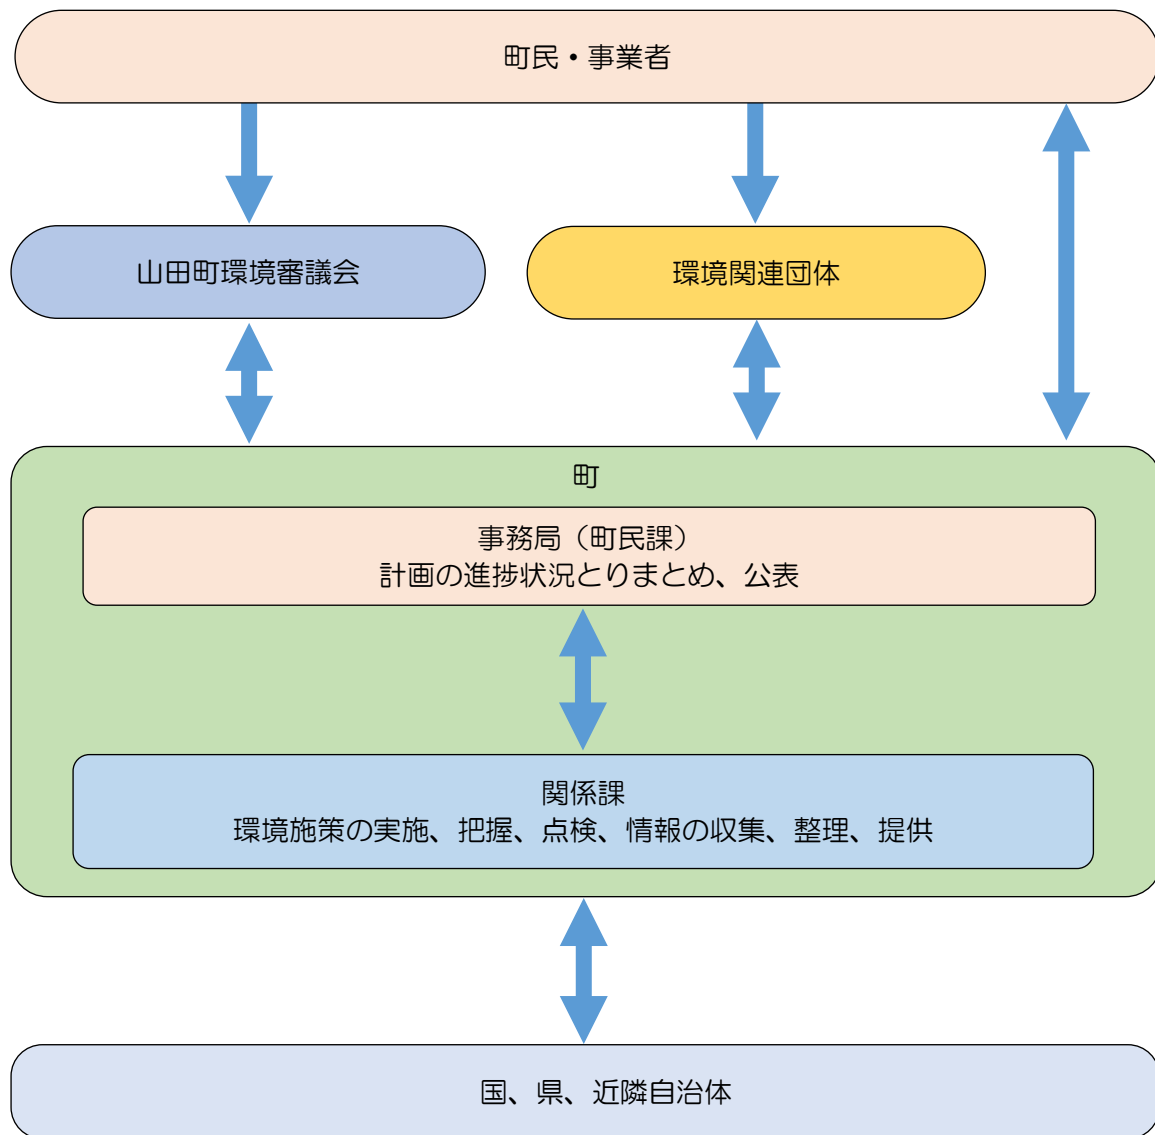 町民・事業者
山田町環境審議会
環境関連団体
町
事務局（町民課）
計画の進捗状況とりまとめ、公表
関係課
環境施策の実施、把握、点検、情報の収集、整理、提供
国、県、近隣自治体